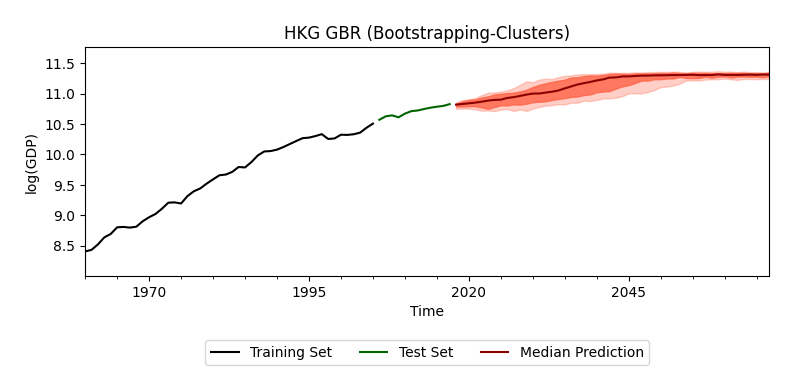 HKG GBR (Bootstrapping-Clusters)
11.5
11.0
10.5
10.0
9.5
9.0
8.5
log(GDP)
1970 1995 2020 2045
Time
Training Set Test Set Median Prediction